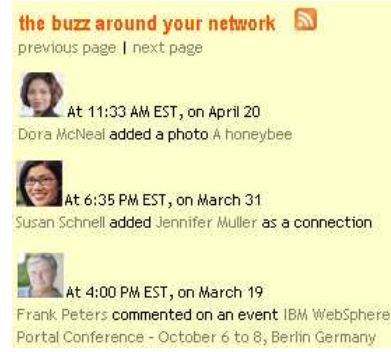 the buzz around your network
previous page | next page
At 11:33 AM EST, on April 20
Dora McNeal added a photo A honeybee
At 6:35 PM EST, on March 31
Susan Schnell added Jennifer Muller as a connection
At 4:00 PM EST, on March 19
Frank Peters commented on an event IBM WebSphere
Portal Conference - October 6 to 8, Berlin Germany